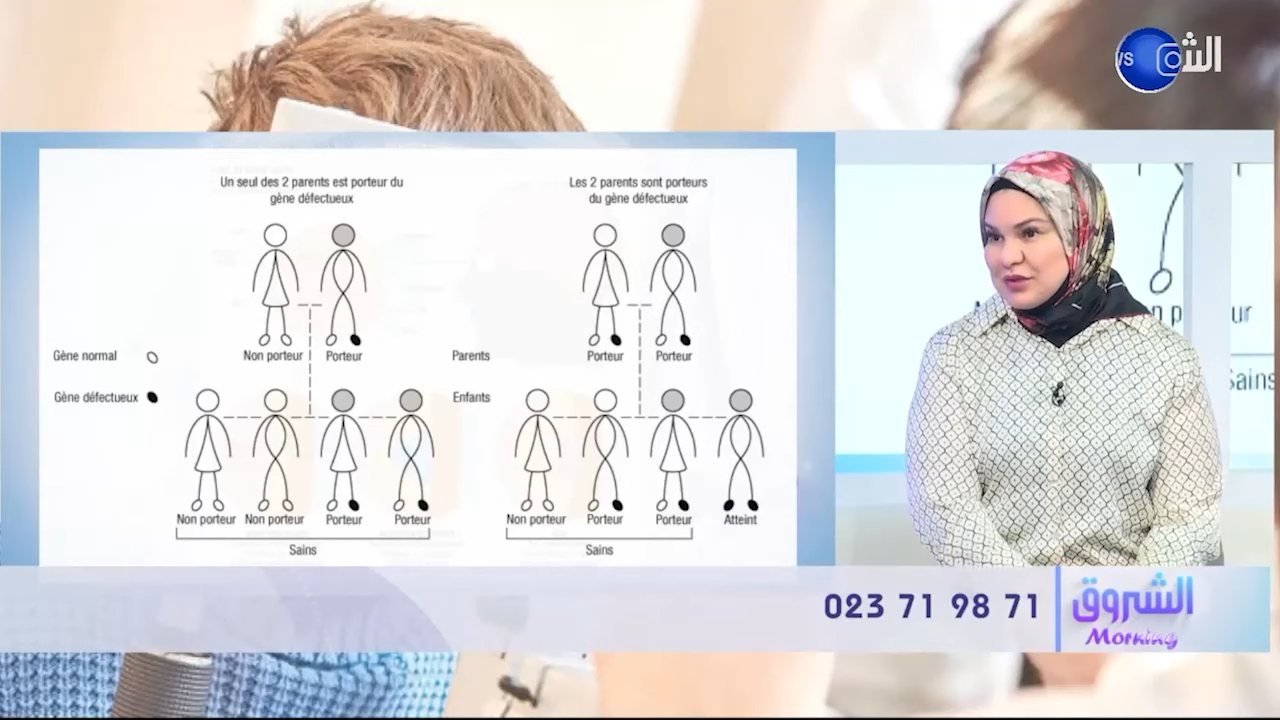 Un seul des 2 parents est porteur du
gène défectueux
Les 2 parents sont porteurs
du gène défectueux
Gène normal
Non porteur
Porteur
Parents
Porteur
Porteur
Gène défectueux
Enfants
Non porteur
Non porteur
Porteur
Porteur
Non porteur
Porteur
Porteur
Atteint
Sains
Sains
ur
Sains
023 71 98 71
الشروق
Morning